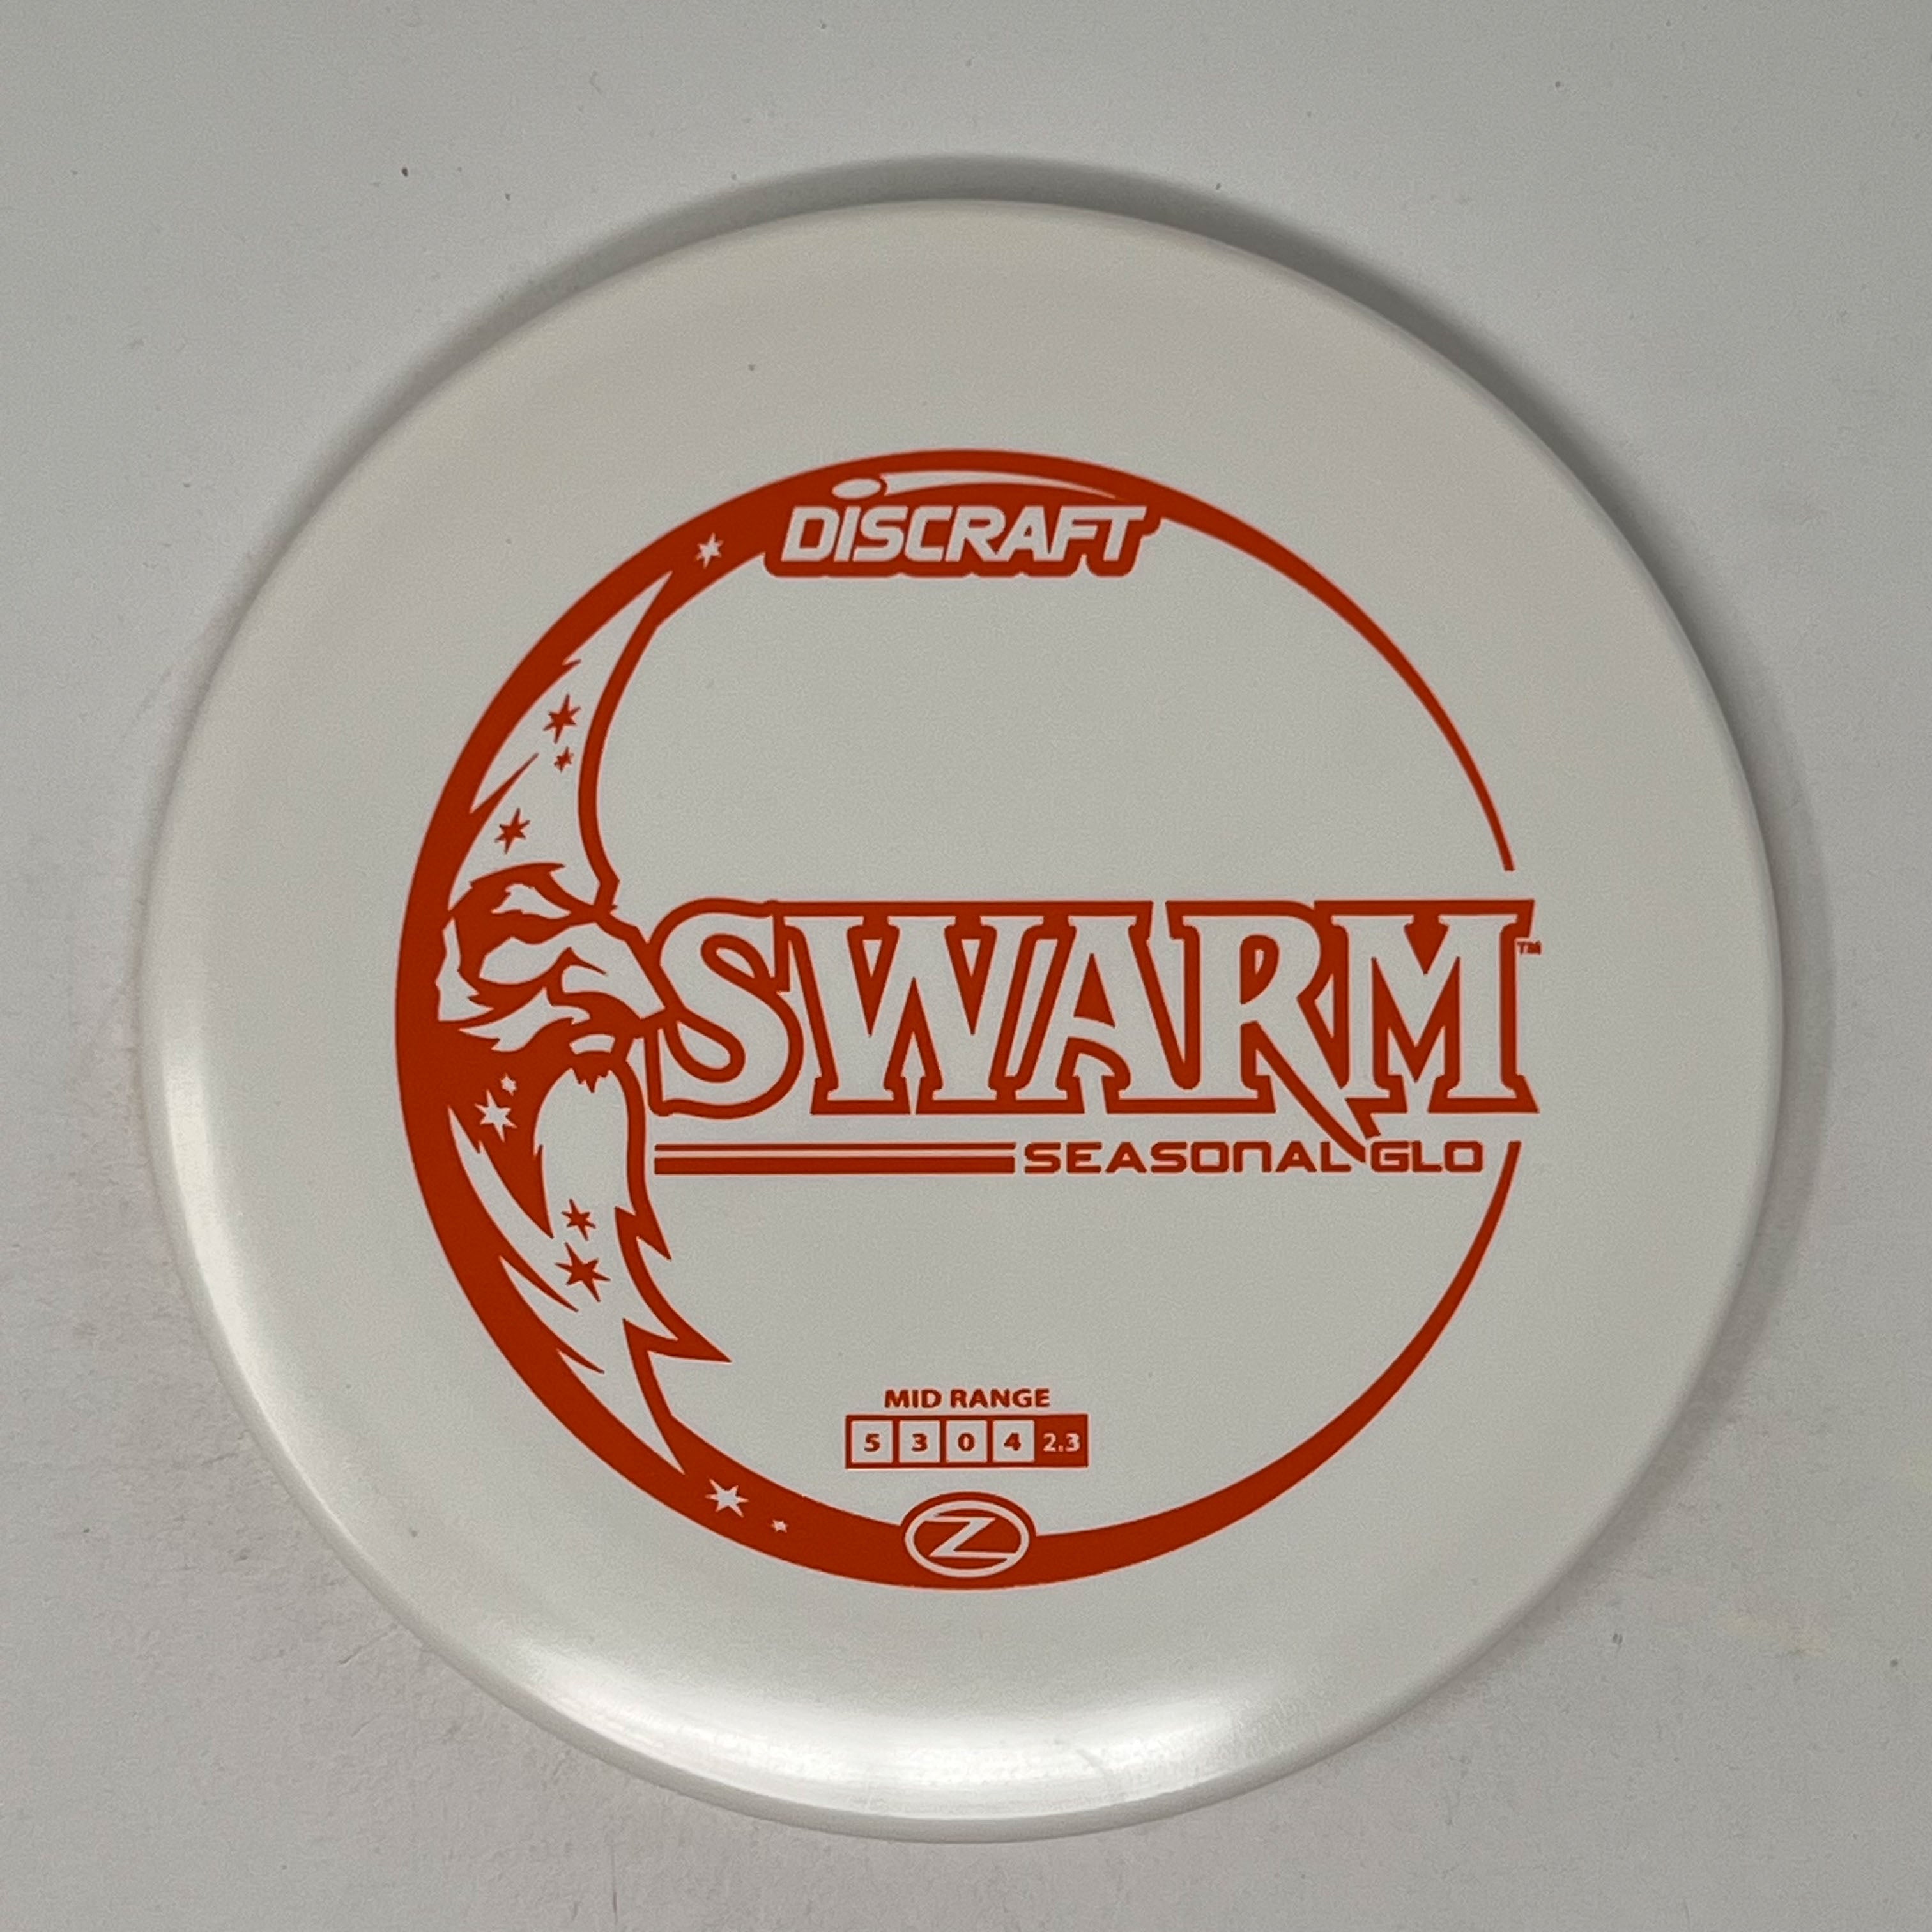 DISCRAFT
SWARM™
SEASONAL GLO
MID RANGE
5 3 0 4 2.3
Z